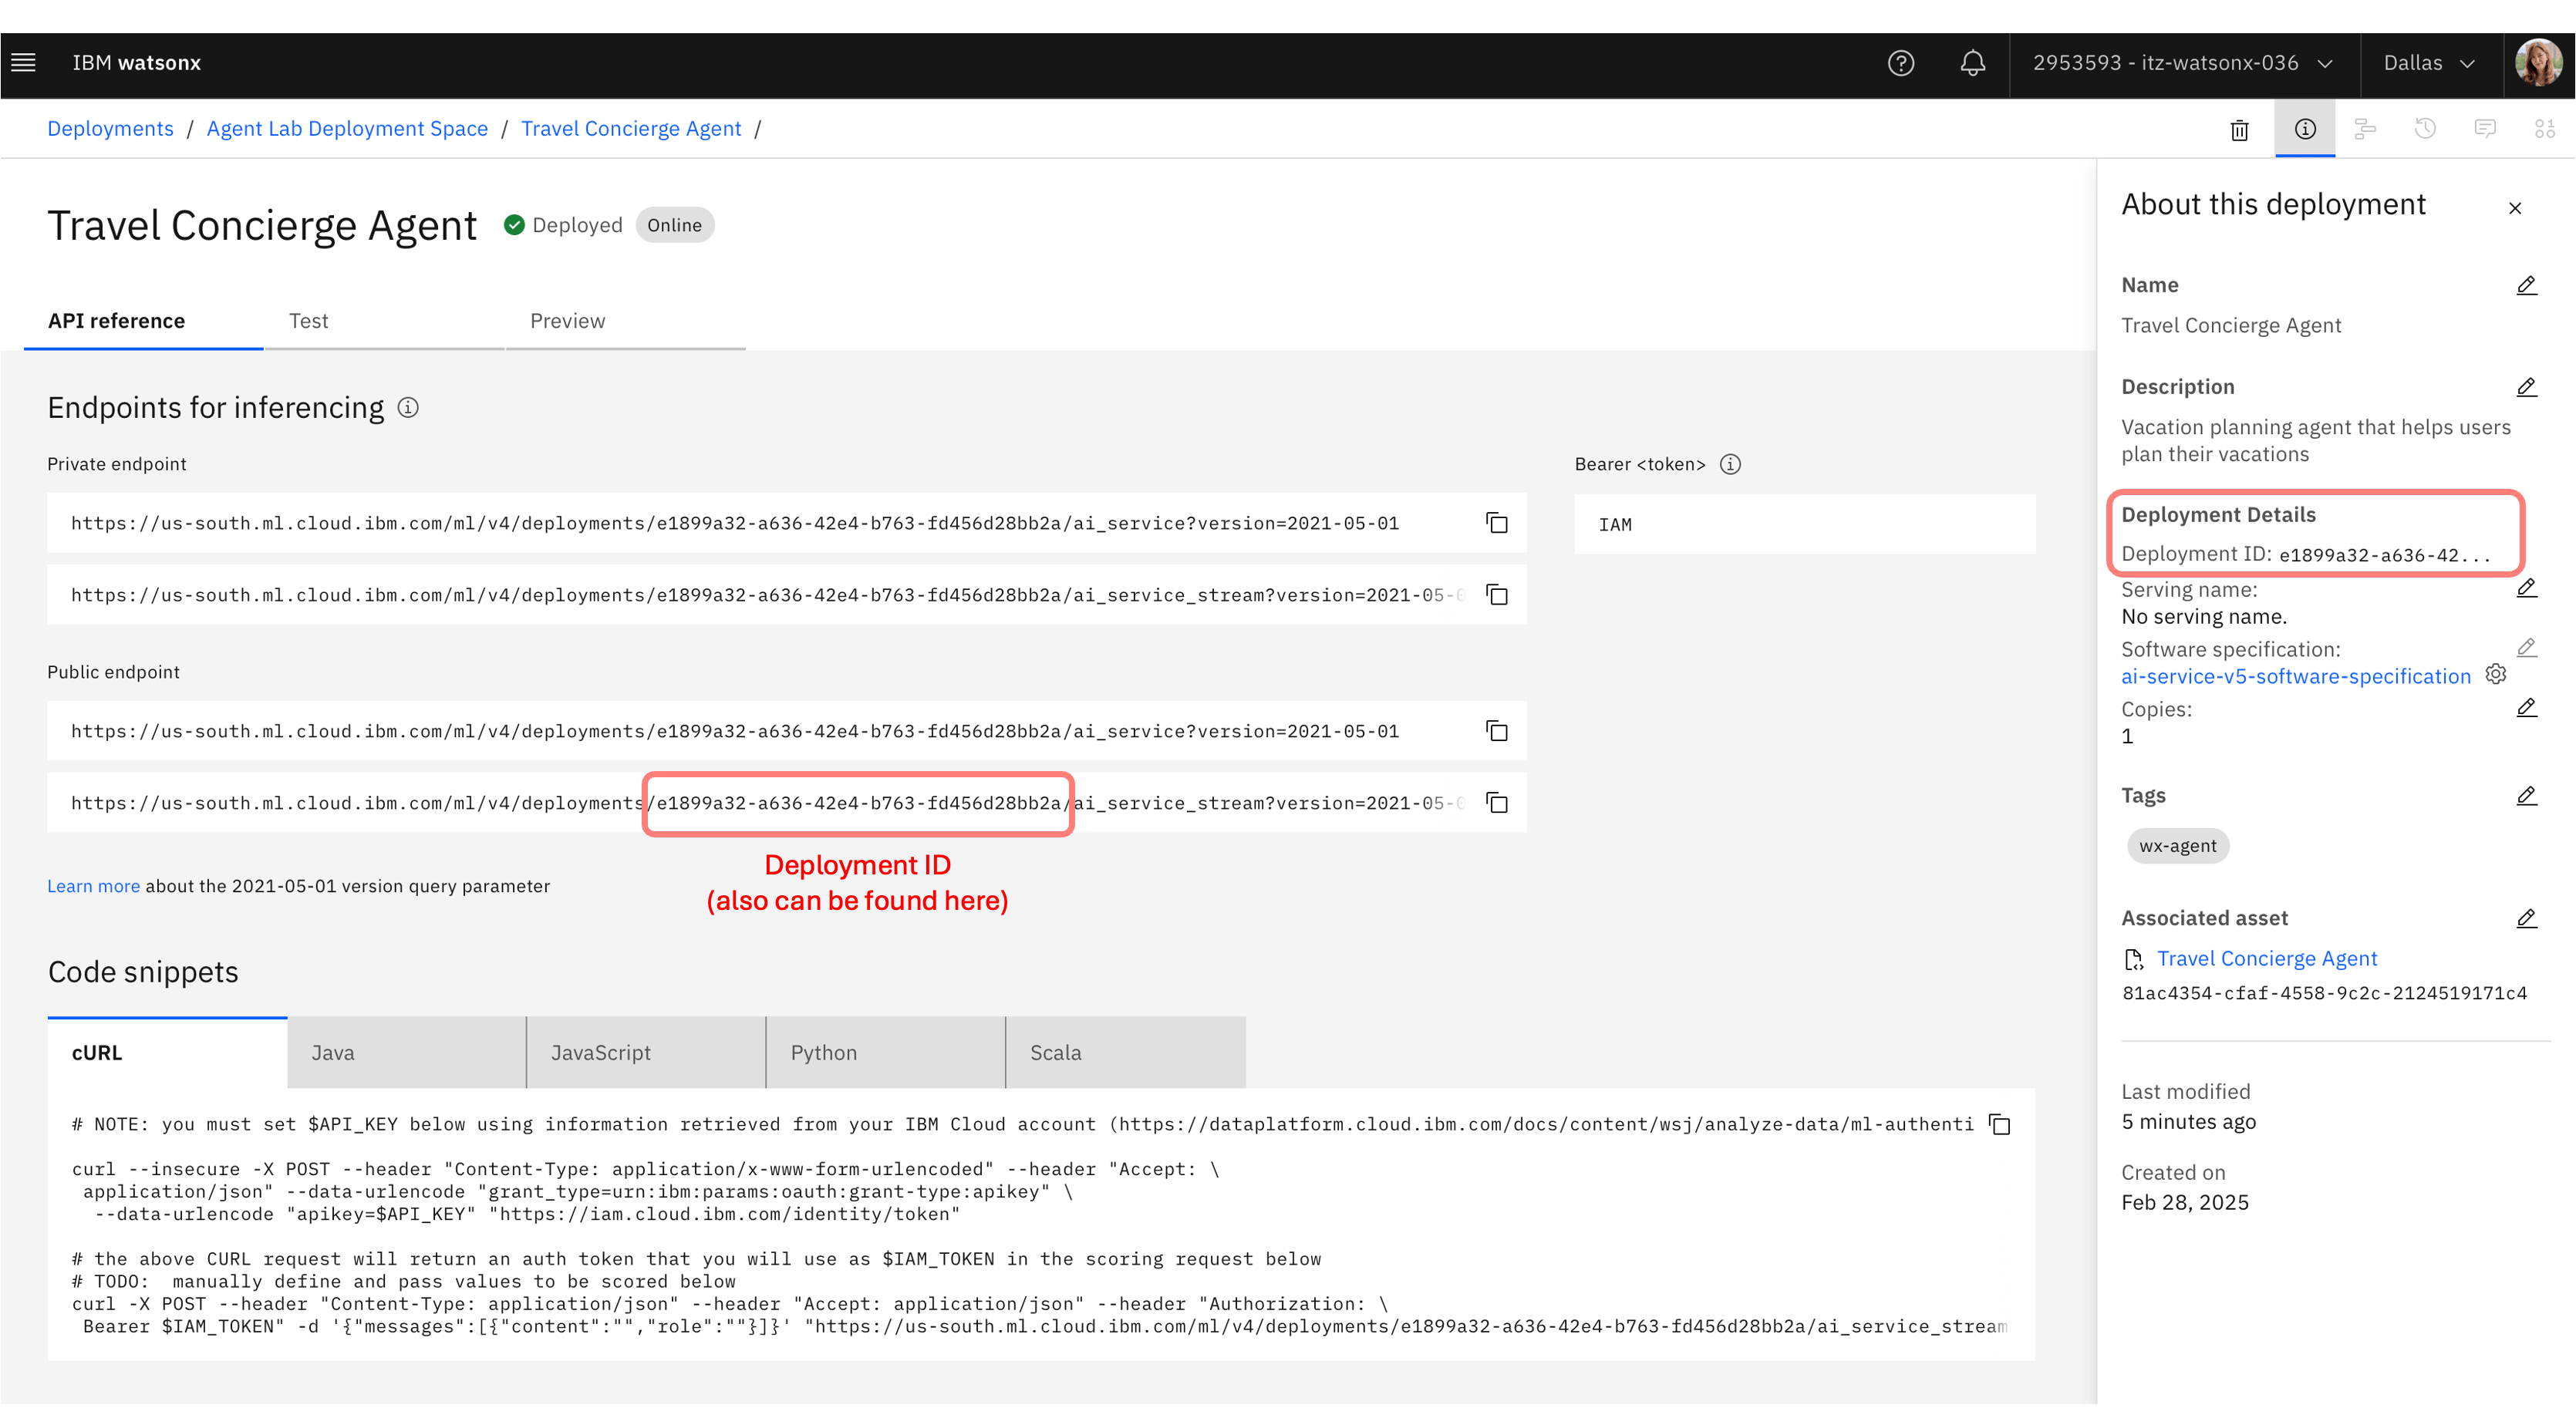 IBM watsonx
2953593 - itz-watsonx-036
Dallas
Deployments / Agent Lab Deployment Space / Travel Concierge Agent /
Travel Concierge Agent
Deployed
Online
API reference
Test
Preview
Endpoints for inferencing
Private endpoint
https://us-south.ml.cloud.ibm.com/ml/v4/deployments/e1899a32-a636-42e4-b763-fd456d28bb2a/ai_service?version=2021-05-01
https://us-south.ml.cloud.ibm.com/ml/v4/deployments/e1899a32-a636-42e4-b763-fd456d28bb2a/ai_service_stream?version=2021-05-0
Bearer <token>
IAM
Public endpoint
https://us-south.ml.cloud.ibm.com/ml/v4/deployments/e1899a32-a636-42e4-b763-fd456d28bb2a/ai_service?version=2021-05-01
https://us-south.ml.cloud.ibm.com/ml/v4/deployments/e1899a32-a636-42e4-b763-fd456d28bb2a/ai_service_stream?version=2021-05-0
Deployment ID
(also can be found here)
Learn more about the 2021-05-01 version query parameter
Code snippets
cURL
Java
JavaScript
Python
Scala
# NOTE: you must set $API_KEY below using information retrieved from your IBM Cloud account (https://dataplatform.cloud.ibm.com/docs/content/wsj/analyze-data/ml-authenti
curl --insecure -X POST --header "Content-Type: application/x-www-form-urlencoded" --header "Accept: \
application/json" --data-urlencode "grant_type=urn:ibm:params:oauth:grant-type:apikey" \
--data-urlencode "apikey=$API_KEY" "https://iam.cloud.ibm.com/identity/token"
# the above CURL request will return an auth token that you will use as $IAM_TOKEN in the scoring request below
# TODO:  manually define and pass values to be scored below
curl -X POST --header "Content-Type: application/json" --header "Accept: application/json" --header "Authorization: \
Bearer $IAM_TOKEN" -d '{"messages":[{"content":"","role":""}]}' "https://us-south.ml.cloud.ibm.com/ml/v4/deployments/e1899a32-a636-42e4-b763-fd456d28bb2a/ai_service_stream
About this deployment
Name
Travel Concierge Agent
Description
Vacation planning agent that helps users
plan their vacations
Deployment Details
Deployment ID: e1899a32-a636-42...
Serving name:
No serving name.
Software specification:
ai-service-v5-software-specification
Copies:
1
Tags
wx-agent
Associated asset
Travel Concierge Agent
81ac4354-cfaf-4558-9c2c-2124519171c4
Last modified
5 minutes ago
Created on
Feb 28, 2025